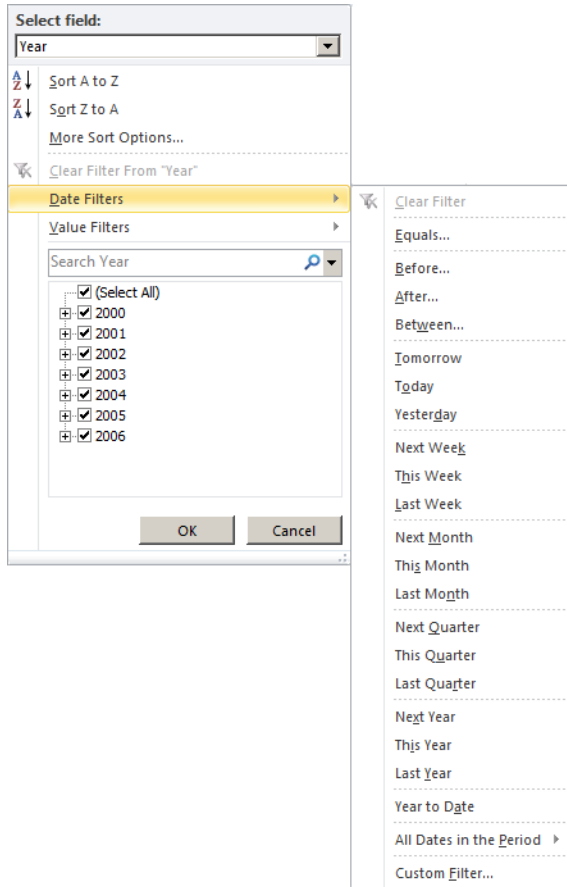 Select field:
Year
Sort A to Z
Sort Z to A
More Sort Options...
Clear Filter From "Year"
Date Filters
Value Filters
Search Year
(Select All)
2000
2001
2002
2003
2004
2005
2006
OK Cancel
Clear Filter
Equals...
Before...
After...
Between...
Tomorrow
Today
Yesterday
Next Week
This Week
Last Week
Next Month
This Month
Last Month
Next Quarter
This Quarter
Last Quarter
Next Year
This Year
Last Year
Year to Date
All Dates in the Period
Custom Filter...